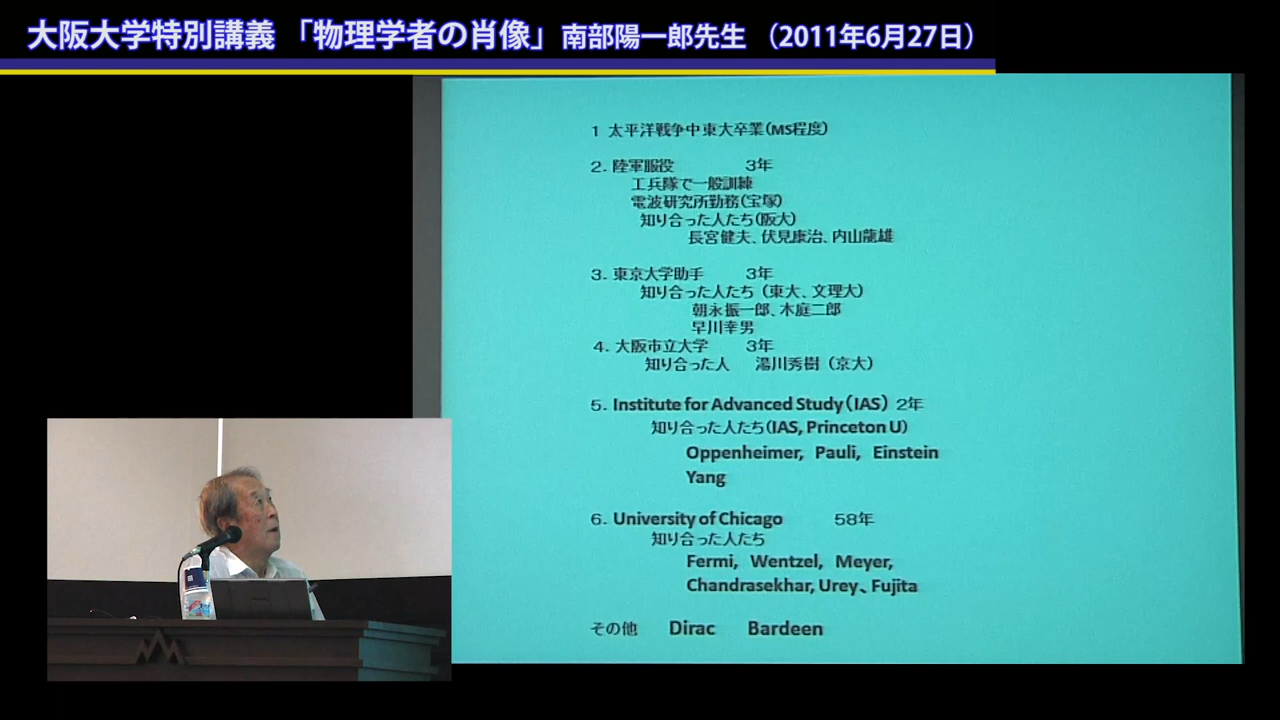 大阪大学特別講義 「物理学者の肖像」 南部陽一郎先生 (2011年6月27日)
1 太平洋戦争中東大卒業(MS程度)
2. 陸軍服役 3年
工兵隊で一般訓練
電波研究所勤務(宝塚)
知り合った人たち(阪大)
長宮健夫、伏見康治、内山龍雄
3. 東京大学助手 3年
知り合った人たち (東大、文理大)
朝永振一郎、木庭二郎
早川幸男
4. 大阪市立大学 3年
知り合った人 湯川秀樹 (京大)
5. Institute for Advanced Study(IAS) 2年
知り合った人たち(IAS, Princeton U)
Oppenheimer, Pauli, Einstein
Yang
6. University of Chicago 58年
知り合った人たち
Fermi, Wentzel, Meyer,
Chandrasekhar, Urey、Fujita
その他 Dirac Bardeen